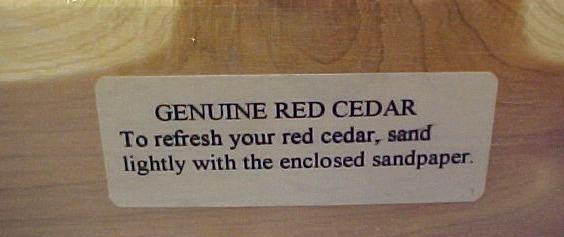 GENUINE RED CEDAR
To refresh your red cedar, sand
lightly with the enclosed sandpaper.